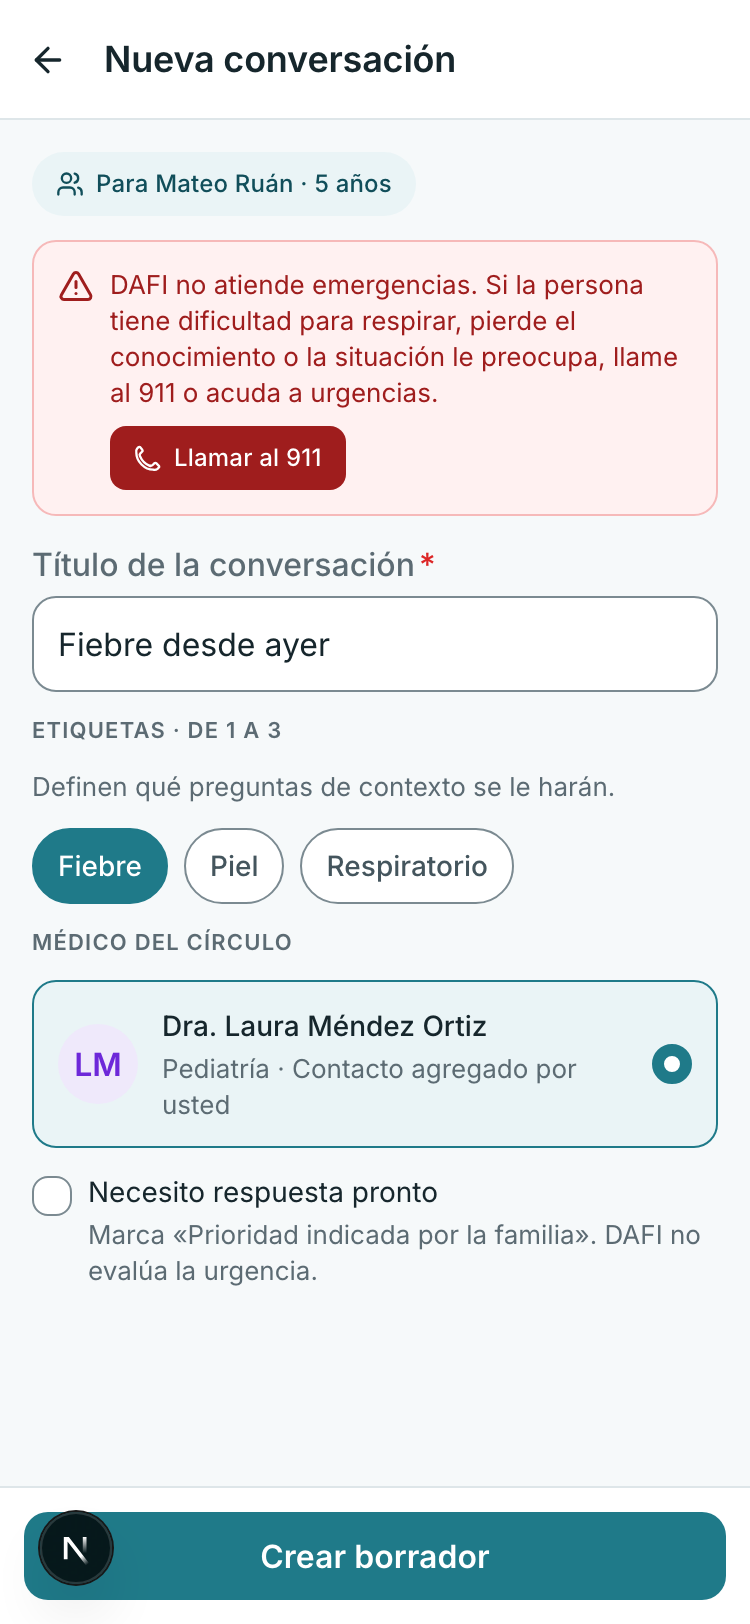 Nueva conversación
Para Mateo Ruán · 5 años
DAFI no atiende emergencias. Si la persona
tiene dificultad para respirar, pierde el
conocimiento o la situación le preocupa, llame
al 911 o acuda a urgencias.
Llamar al 911
Título de la conversación *
Fiebre desde ayer
ETIQUETAS · DE 1 A 3
Definen qué preguntas de contexto se le harán.
Fiebre Piel Respiratorio
MÉDICO DEL CÍRCULO
LM
Dra. Laura Méndez Ortiz
Pediatría · Contacto agregado por
usted
Necesito respuesta pronto
Marca «Prioridad indicada por la familia». DAFI no
evalúa la urgencia.
N
Crear borrador